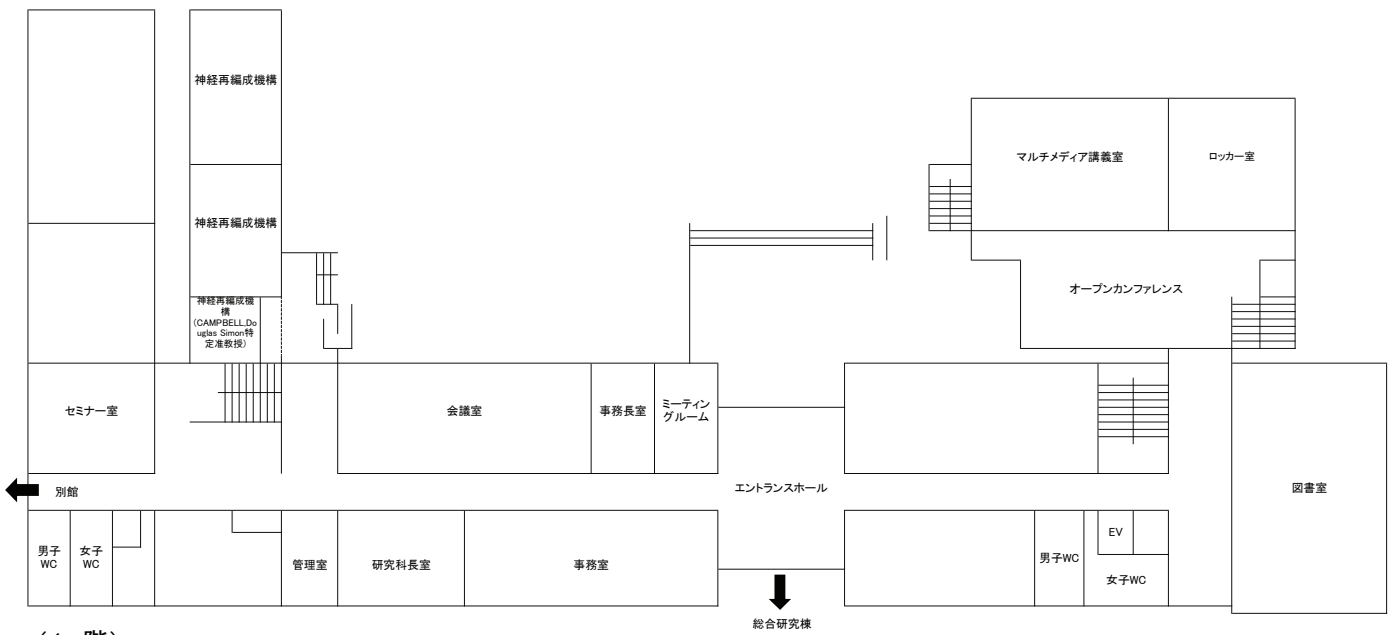 神経再編成機構
マルチメディア講義室
ロッカー室
神経再編成機構
オープンカンファレンス
神経再編成機
構
(CAMPBELL,Do
uglas Simon特
定准教授)
セミナー室
会議室
事務長室
ミーティン
グルーム
別館
エントランスホール
図書室
男子
WC
女子
WC
管理室
研究科長室
事務室
男子WC
EV
女子WC
総合研究棟